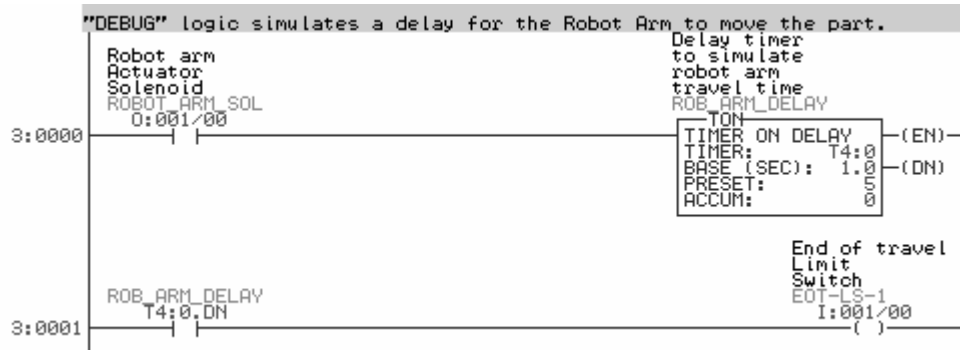 "DEBUG" logic simulates a delay for the Robot Arm to move the part.
Robot arm
Actuator
Solenoid
ROBOT_ARM_SOL
O:001/00
Delay timer
to simulate
robot arm
travel time
ROB_ARM_DELAY
TON
3:0000
TIMER ON DELAY (EN)
TIMER: T4:0
BASE (SEC): 1.0 (DN)
PRESET: 5
ACCUM: 0
End of travel
Limit
Switch
EOT-LS-1
I:001/00
ROB_ARM_DELAY
T4:0.DN
3:0001
( )